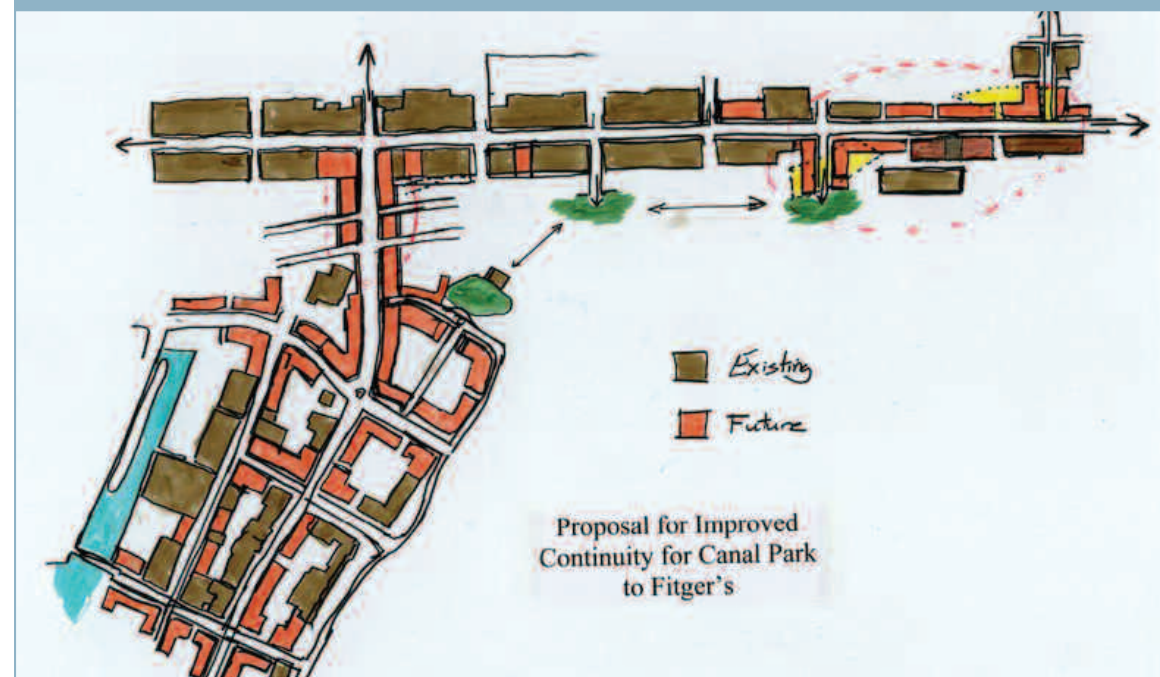 Existing
Future
Proposal for Improved
Continuity for Canal Park
to Fitger's